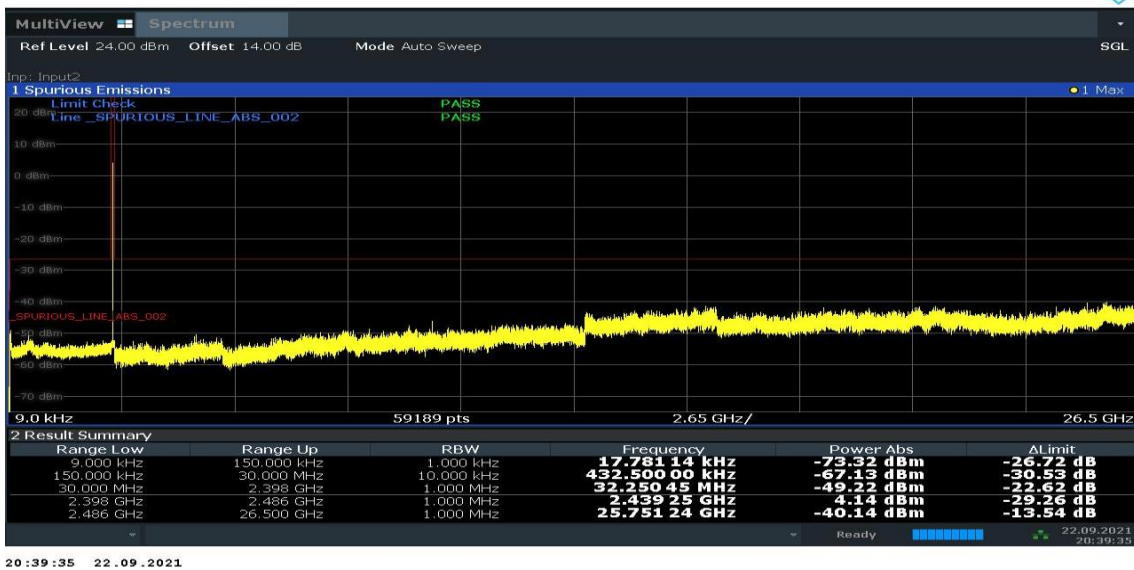 MultiView Spectrum
Ref Level 24.00 dBm Offset 14.00 dB Mode Auto Sweep SGL
Inp: Input2
1 Spurious Emissions 1 Max
Limit Check PASS
20 dBm
Line _SPURIOUS_LINE_ABS_002 PASS
10 dBm
0 dBm
-10 dBm
-20 dBm
-30 dBm
-40 dBm
_SPURIOUS_LINE_ABS_002
-50 dBm
-60 dBm
-70 dBm
9.0 kHz 59189 pts 2.65 GHz/ 26.5 GHz
2 Result Summary
Range Low Range Up RBW Frequency Power Abs ΔLimit
9.000 kHz 150.000 kHz 1.000 kHz 17.781 14 kHz -73.32 dBm -26.72 dB
150.000 kHz 30.000 MHz 10.000 kHz 432.500 00 kHz -67.13 dBm -30.53 dB
30.000 MHz 2.398 GHz 1.000 MHz 32.250 45 MHz -49.22 dBm -22.62 dB
2.398 GHz 2.486 GHz 1.000 MHz 2.439 25 GHz 4.14 dBm -29.26 dB
2.486 GHz 26.500 GHz 1.000 MHz 25.751 24 GHz -40.14 dBm -13.54 dB
Ready 22.09.2021
20:39:35
20:39:35 22.09.2021